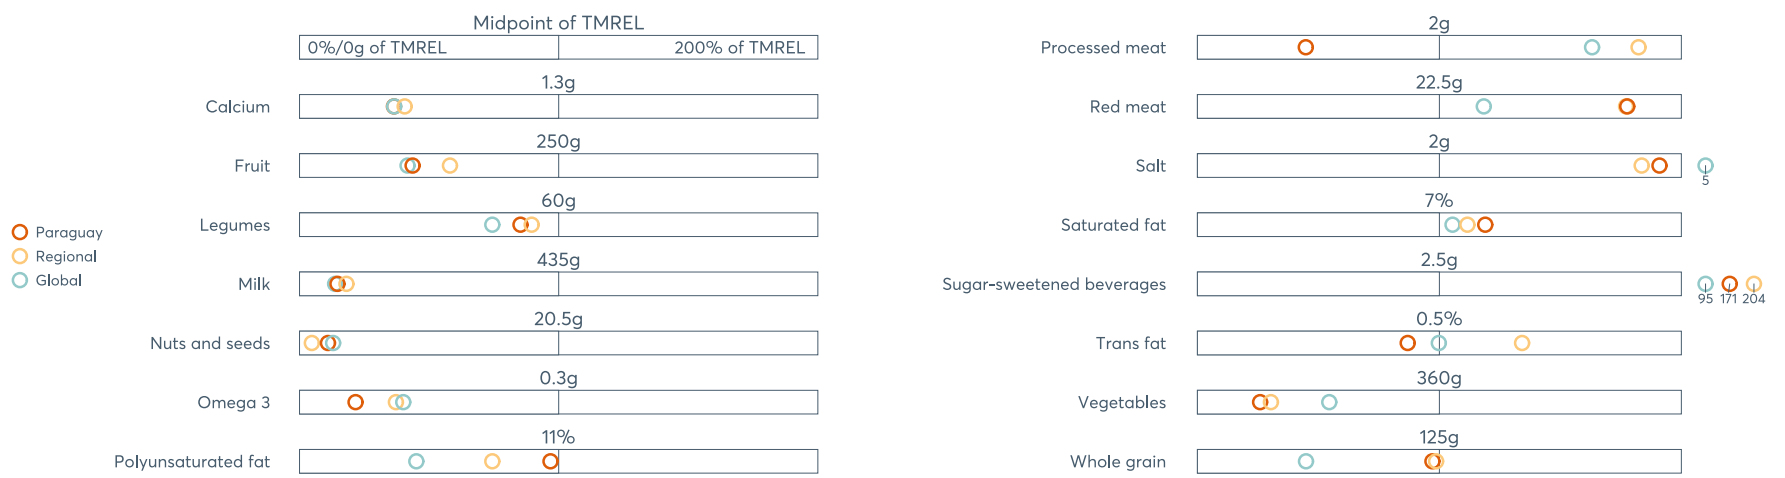 Midpoint of TMREL
0%/0g of TMREL 200% of TMREL
1.3g
Calcium
250g
Fruit
60g
Legumes
435g
Milk
20.5g
Nuts and seeds
0.3g
Omega 3
11%
Polyunsaturated fat
Paraguay
Regional
Global
2g
Processed meat
22.5g
Red meat
2g
Salt
5
7%
Saturated fat
2.5g
Sugar-sweetened beverages
95 171 204
0.5%
Trans fat
360g
Vegetables
125g
Whole grain